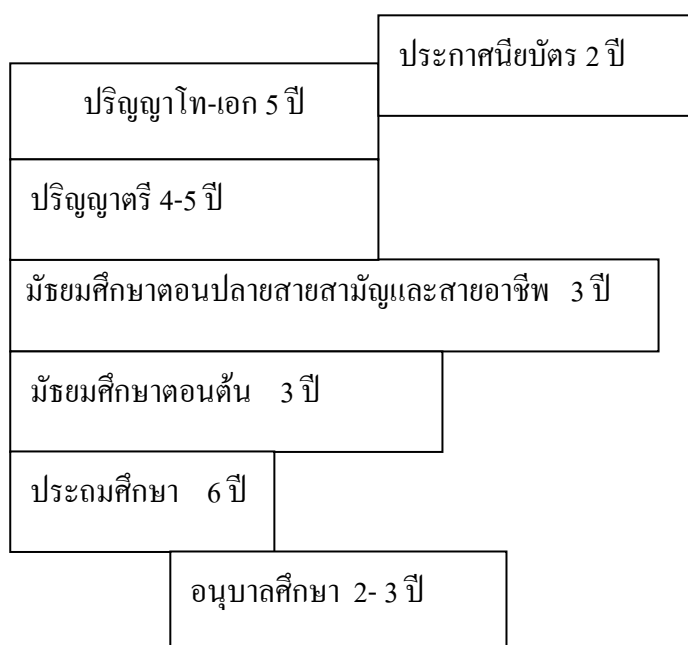 ประกาศนียบัตร 2 ปี
ปริญญาโท-เอก 5 ปี
ปริญญาตรี 4-5 ปี
มัธยมศึกษาตอนปลายสายสามัญและสายอาชีพ 3 ปี
มัธยมศึกษาตอนต้น 3 ปี
ประถมศึกษา 6 ปี
อนุบาลศึกษา 2- 3 ปี